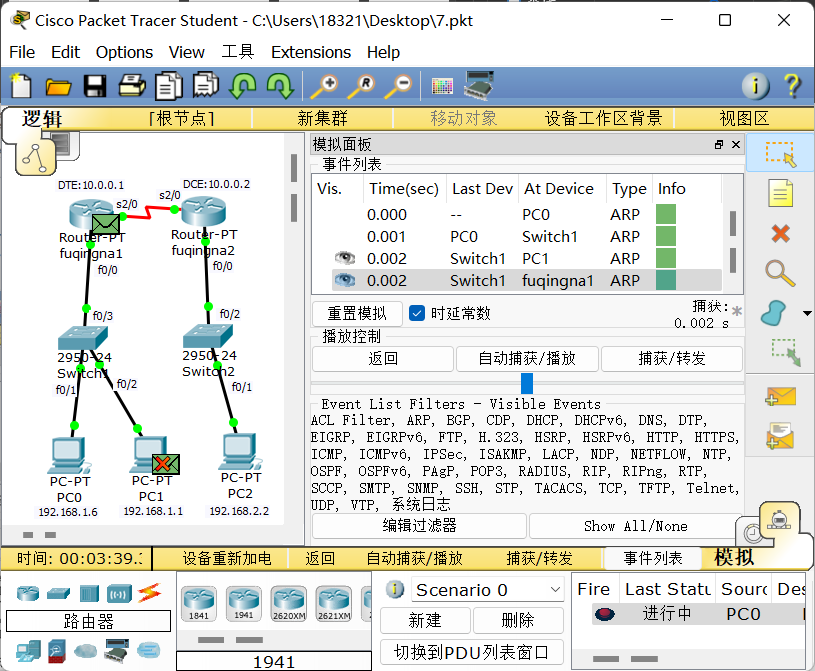 Cisco Packet Tracer Student - C:\Users\18321\Desktop\7.pkt
File Edit Options View 工具 Extensions Help
逻辑 [根节点] 新集群 移动对象 设备工作区背景 视图区
模拟面板
事件列表
Vis. Time(sec) Last Dev At Device Type Info
0.000 -- PC0 ARP
0.001 PC0 Switch1 ARP
0.002 Switch1 PC1 ARP
0.002 Switch1 fuqingna1 ARP
重置模拟 时延常数 捕获: *
0.002 s
播放控制
返回 自动捕获/播放 捕获/转发
Event List Filters - Visible Events
ACL Filter, ARP, BGP, CDP, DHCP, DHCPv6, DNS, DTP,
EIGRP, EIGRPv6, FTP, H.323, HSRP, HSRPv6, HTTP, HTTPS,
ICMP, ICMPv6, IPSec, ISAKMP, LACP, NDP, NETFLOW, NTP,
OSPF, OSPFv6, PAgP, POP3, RADIUS, RIP, RIPng, RTP,
SCCP, SMTP, SNMP, SSH, STP, TACACS, TCP, TFTP, Telnet,
UDP, VTP, 系统日志
编辑过滤器 Show All/None
DTE:10.0.0.1 DCE:10.0.0.2
s2/0 s2/0
Router-PT
fuqingna1
f0/0
Router-PT
fuqingna2
f0/0
f0/3 f0/2
2950-24
Switch1
2950-24
Switch2
f0/1 f0/2 f0/1
PC-PT
PC0
192.168.1.6
PC-PT
PC1
192.168.1.1
PC-PT
PC2
192.168.2.2
时间: 00:03:39. 设备重新加电 返回 自动捕获/播放 捕获/转发 事件列表 模拟
路由器
1841 1941 2620XM 2621XM
1941
Scenario 0
新建 删除
切换到PDU列表窗口
Fire Last Statu Sourc Des
进行中 PC0